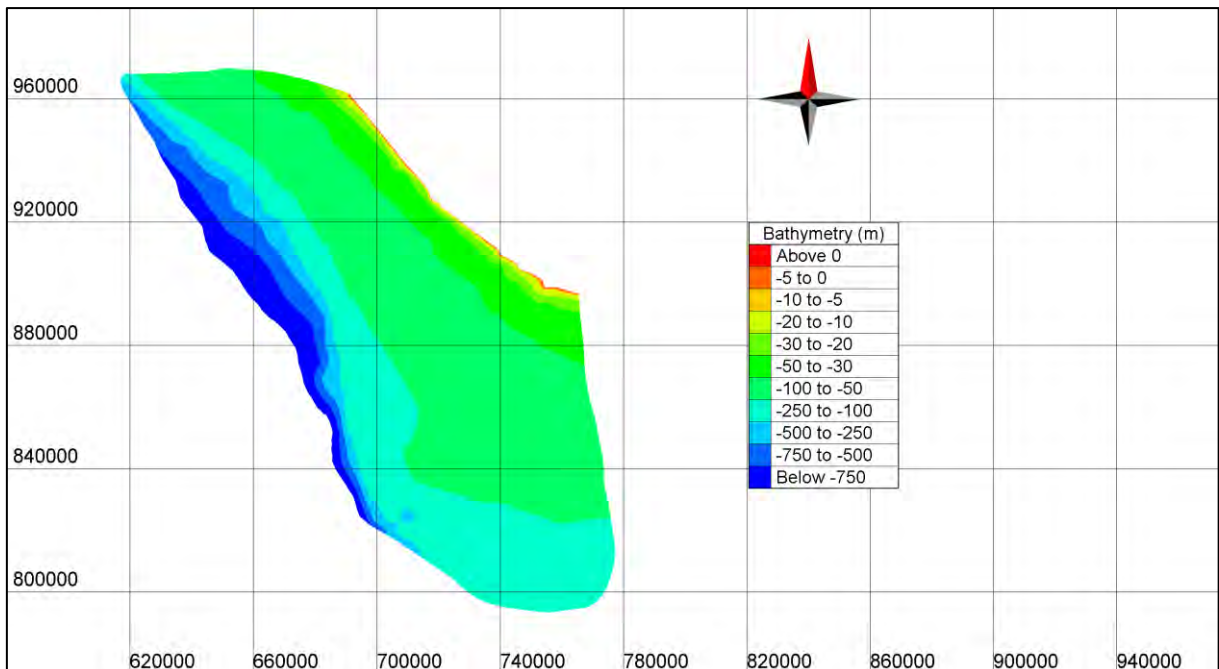 960000
920000
880000
840000
800000
Bathymetry (m)
Above 0
-5 to 0
-10 to -5
-20 to -10
-30 to -20
-50 to -30
-100 to -50
-250 to -100
-500 to -250
-750 to -500
Below -750
620000 660000 700000 740000 780000 820000 860000 900000 940000